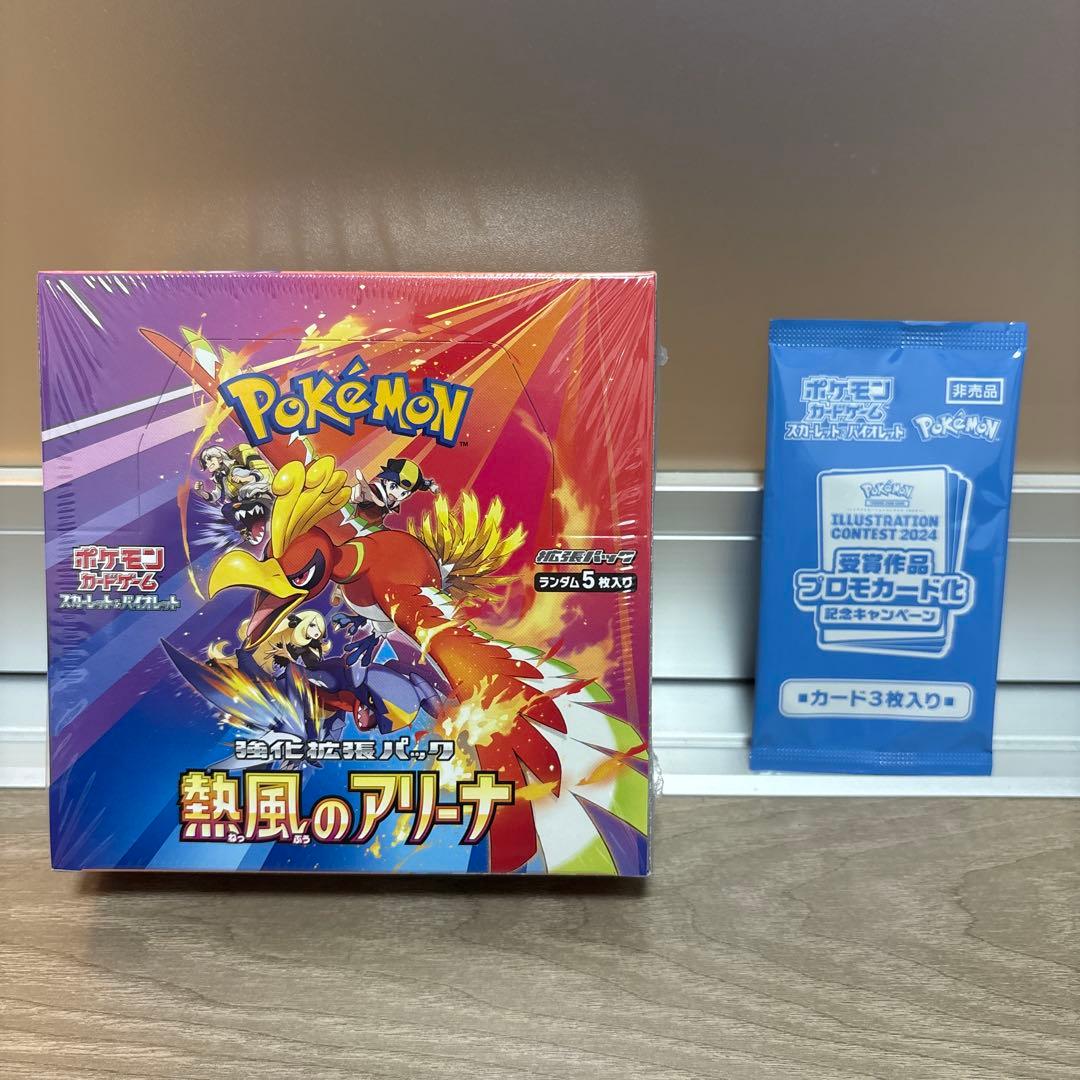 POKéMON
TM
ポケモン
カードゲーム
スカーレット&バイオレット
拡張パック
ランダム5枚入り
強化拡張パック
熱風のアリーナ
ねっ ぷう
ポケモン
カードゲーム
スカーレット&バイオレット
非売品
POKéMON
POKéMON
ILLUSTRATION
CONTEST 2024
受賞作品
プロモカード化
記念キャンペーン
■カード3枚入り■